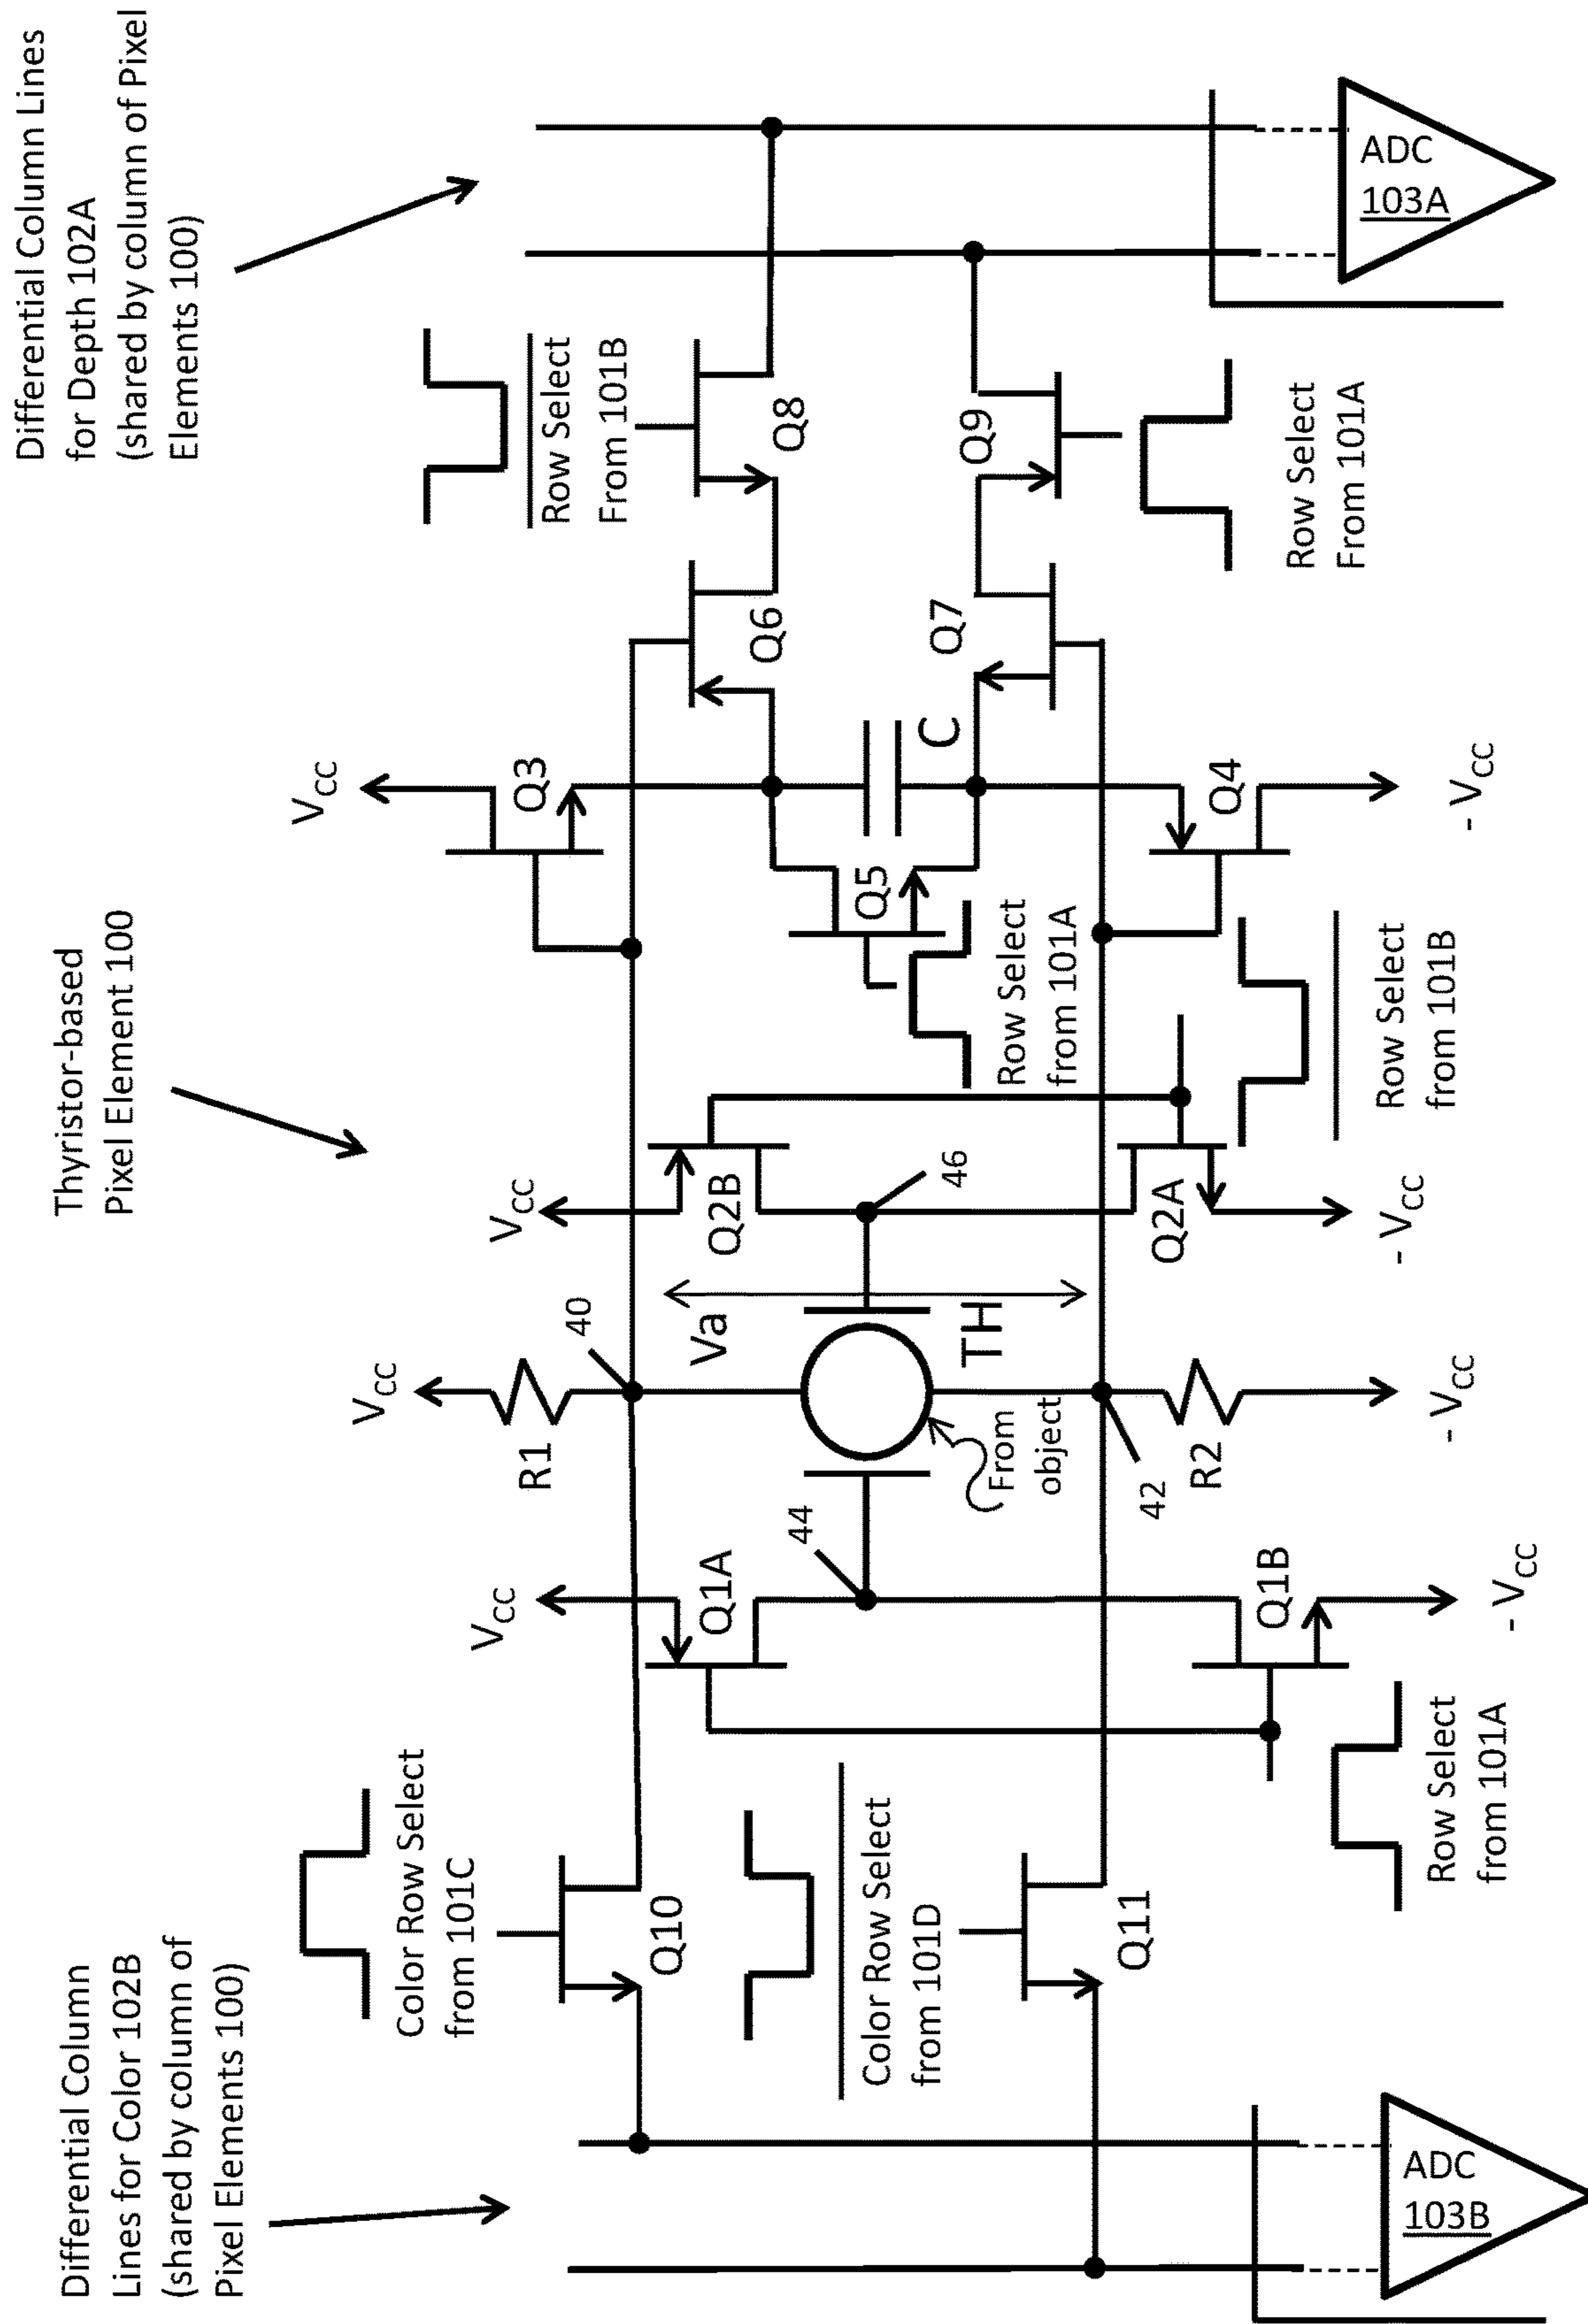 Differential Column
Lines for Color 102B
(shared by column of
Pixel Elements 100)
Thyristor-based
Pixel Element 100
Differential Column Lines
for Depth 102A
(shared by column of Pixel
Elements 100)
Color Row Select
from 101C
Q10
Color Row Select
from 101D
Q11
ADC
103B
VCC
Q1A
44
Q1B
- VCC
Row Select
from 101A
VCC
R1
40
From
object
TH
Va
42
R2
- VCC
VCC
Q2B
46
Q2A
- VCC
Row Select
from 101B
VCC
Q3
Q5
Row Select
from 101A
C
Q4
- VCC
Q6
Q7
Row Select
From 101B
Q8
Q9
Row Select
From 101A
ADC
103A